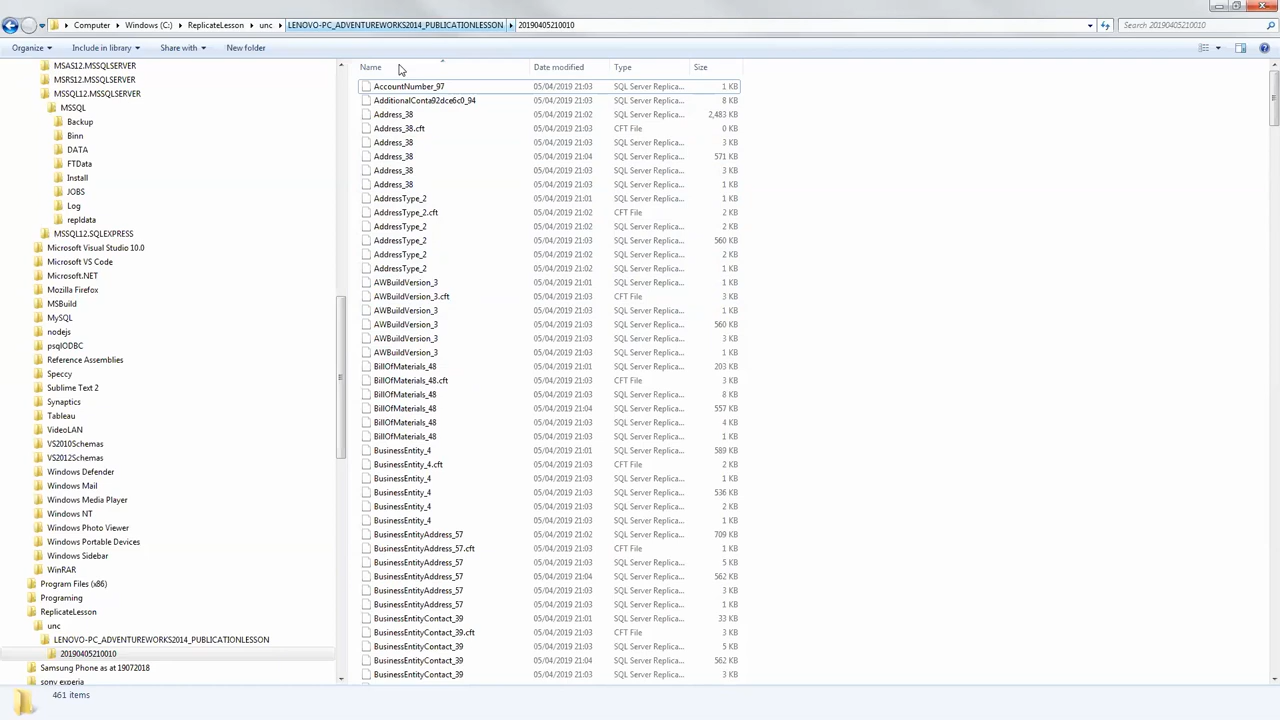 Computer Windows (C:) ReplicateLesson unc LENOVO-PC_ADVENTUREWORKS2014_PUBLICATIONLESSON 20190405210010 Search 20190405210010
Organize Include in library Share with New folder
MSAS12.MSSQLSERVER
MSRS12.MSSQLSERVER
MSSQL12.MSSQLSERVER
MSSQL
Backup
Binn
DATA
FTData
Install
JOBS
Log
repldata
MSSQL12.SQLEXPRESS
Microsoft Visual Studio 10.0
Microsoft VS Code
Microsoft.NET
Mozilla Firefox
MSBuild
MySQL
nodejs
psqlODBC
Reference Assemblies
Speccy
Sublime Text 2
Synaptics
Tableau
VideoLAN
VS2010Schemas
VS2012Schemas
Windows Defender
Windows Mail
Windows Media Player
Windows NT
Windows Photo Viewer
Windows Portable Devices
Windows Sidebar
WinRAR
Program Files (x86)
Programing
ReplicateLesson
unc
LENOVO-PC_ADVENTUREWORKS2014_PUBLICATIONLESSON
20190405210010
Samsung Phone as at 19072018
sony experia
Name Date modified Type Size
AccountNumber_97 05/04/2019 21:03 SQL Server Replica... 1 KB
AdditionalConta92dce6c0_94 05/04/2019 21:03 SQL Server Replica... 8 KB
Address_38 05/04/2019 21:02 SQL Server Replica... 2,483 KB
Address_38.cft 05/04/2019 21:03 CFT File 0 KB
Address_38 05/04/2019 21:03 SQL Server Replica... 3 KB
Address_38 05/04/2019 21:04 SQL Server Replica... 571 KB
Address_38 05/04/2019 21:03 SQL Server Replica... 3 KB
Address_38 05/04/2019 21:03 SQL Server Replica... 1 KB
AddressType_2 05/04/2019 21:01 SQL Server Replica... 1 KB
AddressType_2.cft 05/04/2019 21:02 CFT File 2 KB
AddressType_2 05/04/2019 21:02 SQL Server Replica... 2 KB
AddressType_2 05/04/2019 21:03 SQL Server Replica... 560 KB
AddressType_2 05/04/2019 21:02 SQL Server Replica... 2 KB
AddressType_2 05/04/2019 21:02 SQL Server Replica... 1 KB
AWBuildVersion_3 05/04/2019 21:01 SQL Server Replica... 1 KB
AWBuildVersion_3.cft 05/04/2019 21:03 CFT File 3 KB
AWBuildVersion_3 05/04/2019 21:03 SQL Server Replica... 1 KB
AWBuildVersion_3 05/04/2019 21:03 SQL Server Replica... 560 KB
AWBuildVersion_3 05/04/2019 21:03 SQL Server Replica... 3 KB
AWBuildVersion_3 05/04/2019 21:03 SQL Server Replica... 1 KB
BillOfMaterials_48 05/04/2019 21:01 SQL Server Replica... 203 KB
BillOfMaterials_48.cft 05/04/2019 21:03 CFT File 3 KB
BillOfMaterials_48 05/04/2019 21:03 SQL Server Replica... 8 KB
BillOfMaterials_48 05/04/2019 21:04 SQL Server Replica... 557 KB
BillOfMaterials_48 05/04/2019 21:03 SQL Server Replica... 4 KB
BillOfMaterials_48 05/04/2019 21:03 SQL Server Replica... 1 KB
BusinessEntity_4 05/04/2019 21:01 SQL Server Replica... 589 KB
BusinessEntity_4.cft 05/04/2019 21:03 CFT File 2 KB
BusinessEntity_4 05/04/2019 21:03 SQL Server Replica... 1 KB
BusinessEntity_4 05/04/2019 21:03 SQL Server Replica... 536 KB
BusinessEntity_4 05/04/2019 21:03 SQL Server Replica... 2 KB
BusinessEntity_4 05/04/2019 21:03 SQL Server Replica... 1 KB
BusinessEntityAddress_57 05/04/2019 21:02 SQL Server Replica... 709 KB
BusinessEntityAddress_57.cft 05/04/2019 21:03 CFT File 1 KB
BusinessEntityAddress_57 05/04/2019 21:03 SQL Server Replica... 5 KB
BusinessEntityAddress_57 05/04/2019 21:04 SQL Server Replica... 562 KB
BusinessEntityAddress_57 05/04/2019 21:03 SQL Server Replica... 3 KB
BusinessEntityAddress_57 05/04/2019 21:03 SQL Server Replica... 1 KB
BusinessEntityContact_39 05/04/2019 21:01 SQL Server Replica... 33 KB
BusinessEntityContact_39.cft 05/04/2019 21:03 CFT File 3 KB
BusinessEntityContact_39 05/04/2019 21:03 SQL Server Replica... 5 KB
BusinessEntityContact_39 05/04/2019 21:04 SQL Server Replica... 562 KB
BusinessEntityContact_39 05/04/2019 21:03 SQL Server Replica... 3 KB
461 items